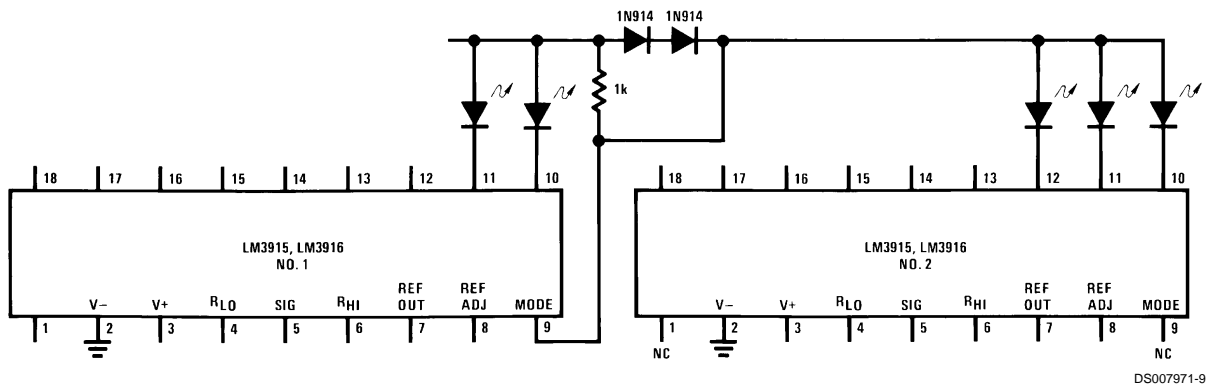 1N914 1N914
1k
18 17 16 15 14 13 12 11 10
LM3915, LM3916
NO. 1
V– V+ RLO SIG RHI REF OUT REF ADJ MODE
1 2 3 4 5 6 7 8 9
18 17 16 15 14 13 12 11 10
LM3915, LM3916
NO. 2
V– V+ RLO SIG RHI REF OUT REF ADJ MODE
1 2 3 4 5 6 7 8 9
NC NC
DS007971-9